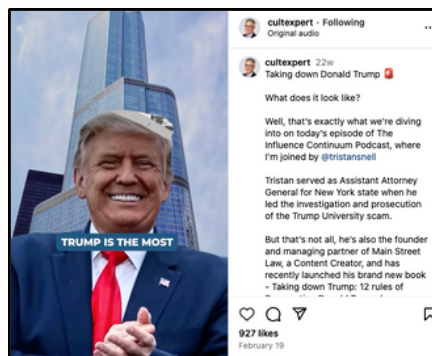 cultexpert · Following
Original audio
cultexpert 22w
Taking down Donald Trump 🚨
What does it look like?
Well, that's exactly what we're diving
into on today's episode of The
Influence Continuum Podcast, where
I'm joined by @tristansnell
Tristan served as Assistant Attorney
General for New York state when he
led the investigation and prosecution
of the Trump University scam.
But that's not all, he's also the founder
and managing partner of Main Street
Law, a Content Creator, and has
recently launched his brand new book
- Taking down Trump: 12 rules of
TRUMP IS THE MOST
927 likes
February 19